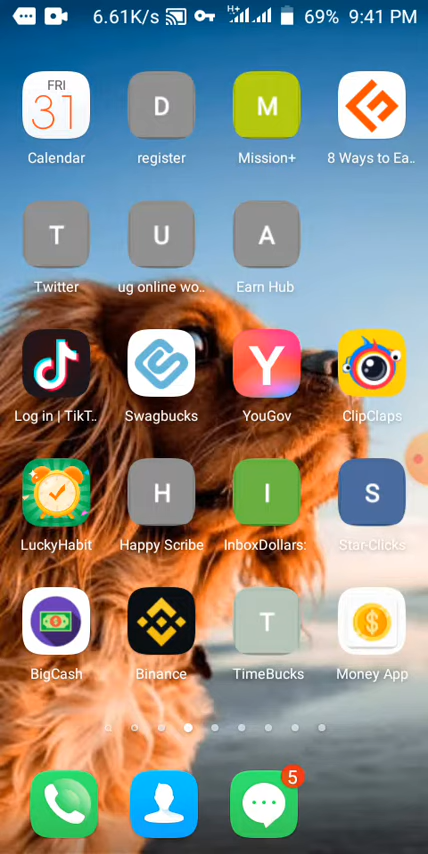 6.61K/s H+ 69% 9:41 PM
FRI
31 D M
Calendar register Mission+ 8 Ways to Ea..
T U A
Twitter ug online wo.. Earn Hub
Y
Log in | TikT.. Swagbucks YouGov ClipClaps
H I S
LuckyHabit Happy Scribe InboxDollars: Star-Clicks
T $
BigCash Binance TimeBucks Money App
5